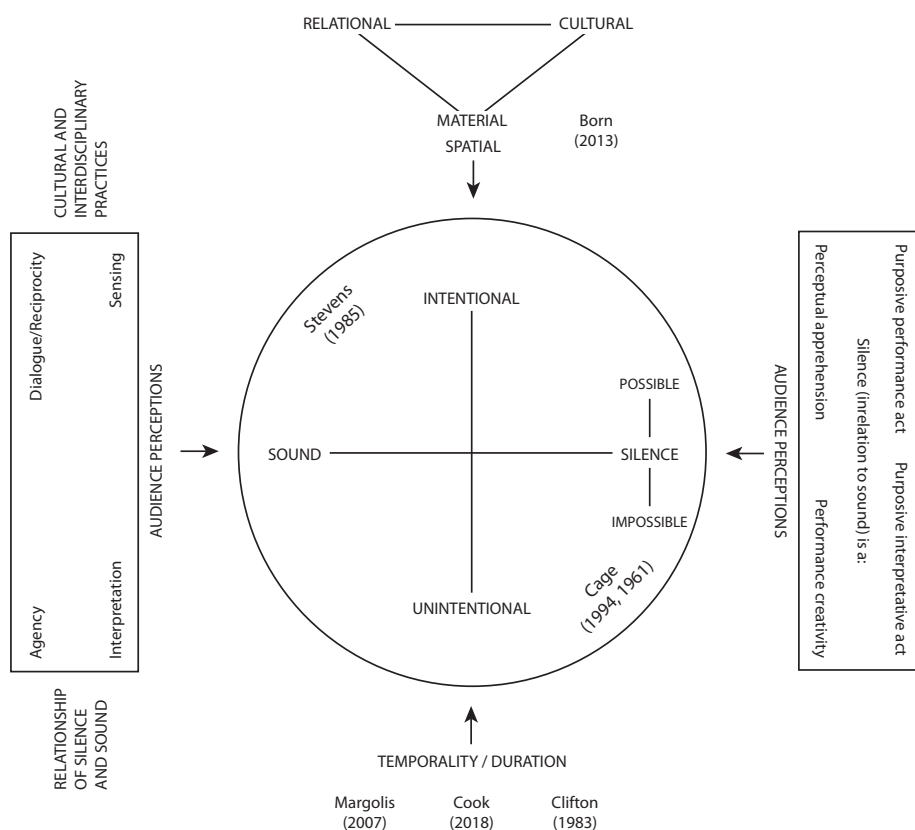 RELATIONAL
CULTURAL
MATERIAL
SPATIAL
Born
(2013)
CULTURAL AND
INTERDISCIPLINARY
PRACTICES
Dialogue/Reciprocity
Sensing
Agency
Interpretation
RELATIONSHIP
OF SILENCE
AND SOUND
AUDIENCE PERCEPTIONS
Stevens
(1985)
INTENTIONAL
SOUND
POSSIBLE
SILENCE
IMPOSSIBLE
UNINTENTIONAL
Cage
(1994, 1961)
AUDIENCE PERCEPTIONS
Purposive performance act
Purposive interpretative act
Silence (inrelation to sound) is a:
Perceptual apprehension
Performance creativity
TEMPORALITY / DURATION
Margolis
(2007)
Cook
(2018)
Clifton
(1983)